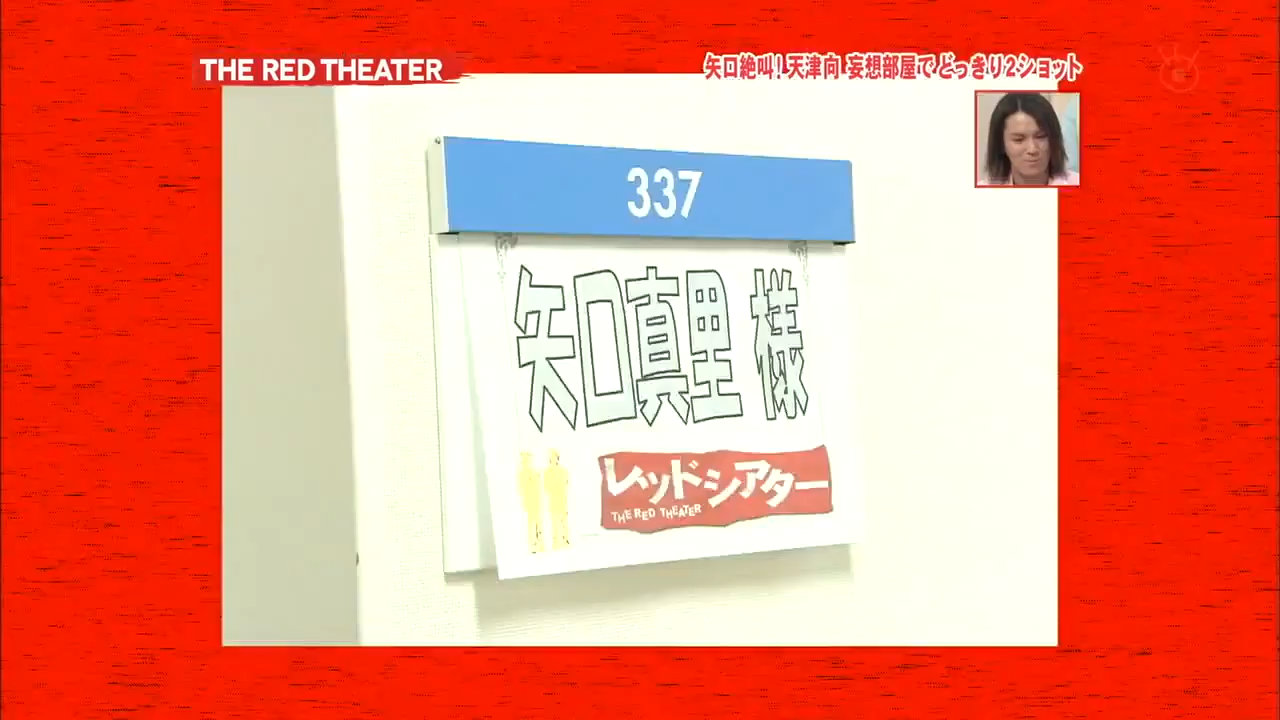 THE RED THEATER
矢口絶叫!天津向 妄想部屋でどっきり2ショット
337
矢口真里 様
レッドシアター
THE RED THEATER